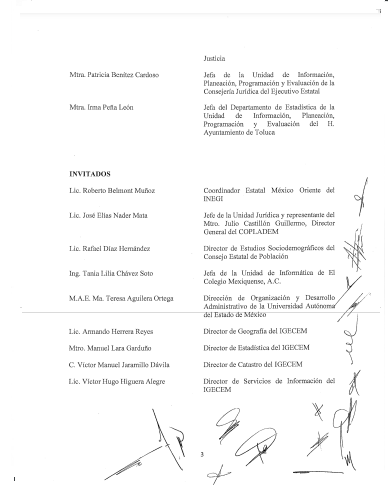 Justicia
Mtra. Patricia Benítez Cardoso
Jefa de la Unidad de Información,
Planeación, Programación y Evaluación de la
Consejería Jurídica del Ejecutivo Estatal
Mtra. Irma Peña León
Jefa del Departamento de Estadística de la
Unidad de Información, Planeación,
Programación y Evaluación del H.
Ayuntamiento de Toluca
INVITADOS
Lic. Roberto Belmont Muñoz
Coordinador Estatal México Oriente del
INEGI
Lic. José Elías Nader Mata
Jefe de la Unidad Jurídica y representante del
Mtro. Julio Castillón Guillermo, Director
General del COPLADEM
Lic. Rafael Díaz Hernández
Director de Estudios Sociodemográficos del
Consejo Estatal de Población
Ing. Tania Lilia Chávez Soto
Jefa de la Unidad de Informática de El
Colegio Mexiquense, A.C.
M.A.E. Ma. Teresa Aguilera Ortega
Dirección de Organización y Desarrollo
Administrativo de la Universidad Autónoma
del Estado de México
Lic. Armando Herrera Reyes
Director de Geografía del IGECEM
Mtro. Manuel Lara Garduño
Director de Estadística del IGECEM
C. Víctor Manuel Jaramillo Dávila
Director de Catastro del IGECEM
Lic. Víctor Hugo Higuera Alegre
Director de Servicios de Información del
IGECEM
3